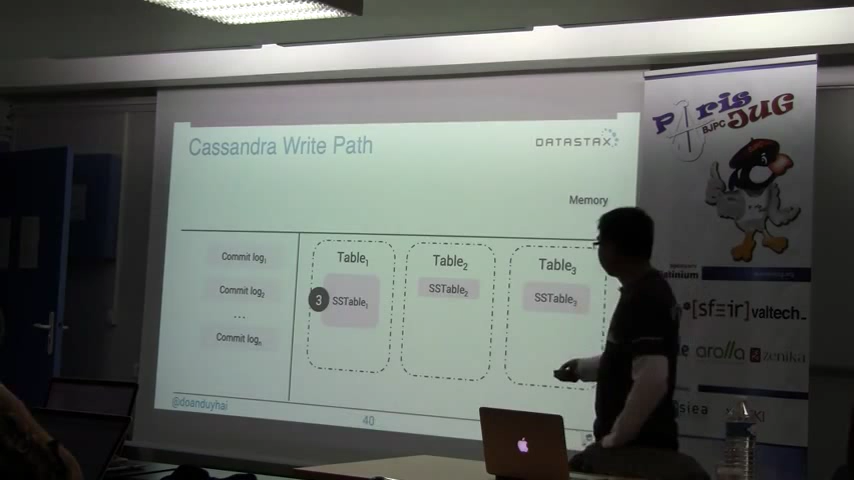 Cassandra Write Path
DATASTAX
Memory
Commit log1
Commit log2
...
Commit logn
Table1
SSTable1
3
Table2
SSTable2
Table3
SSTable3
@doanduyhai
40
Paris
BJPC JUG
[sfeir]
valtech_
zenika